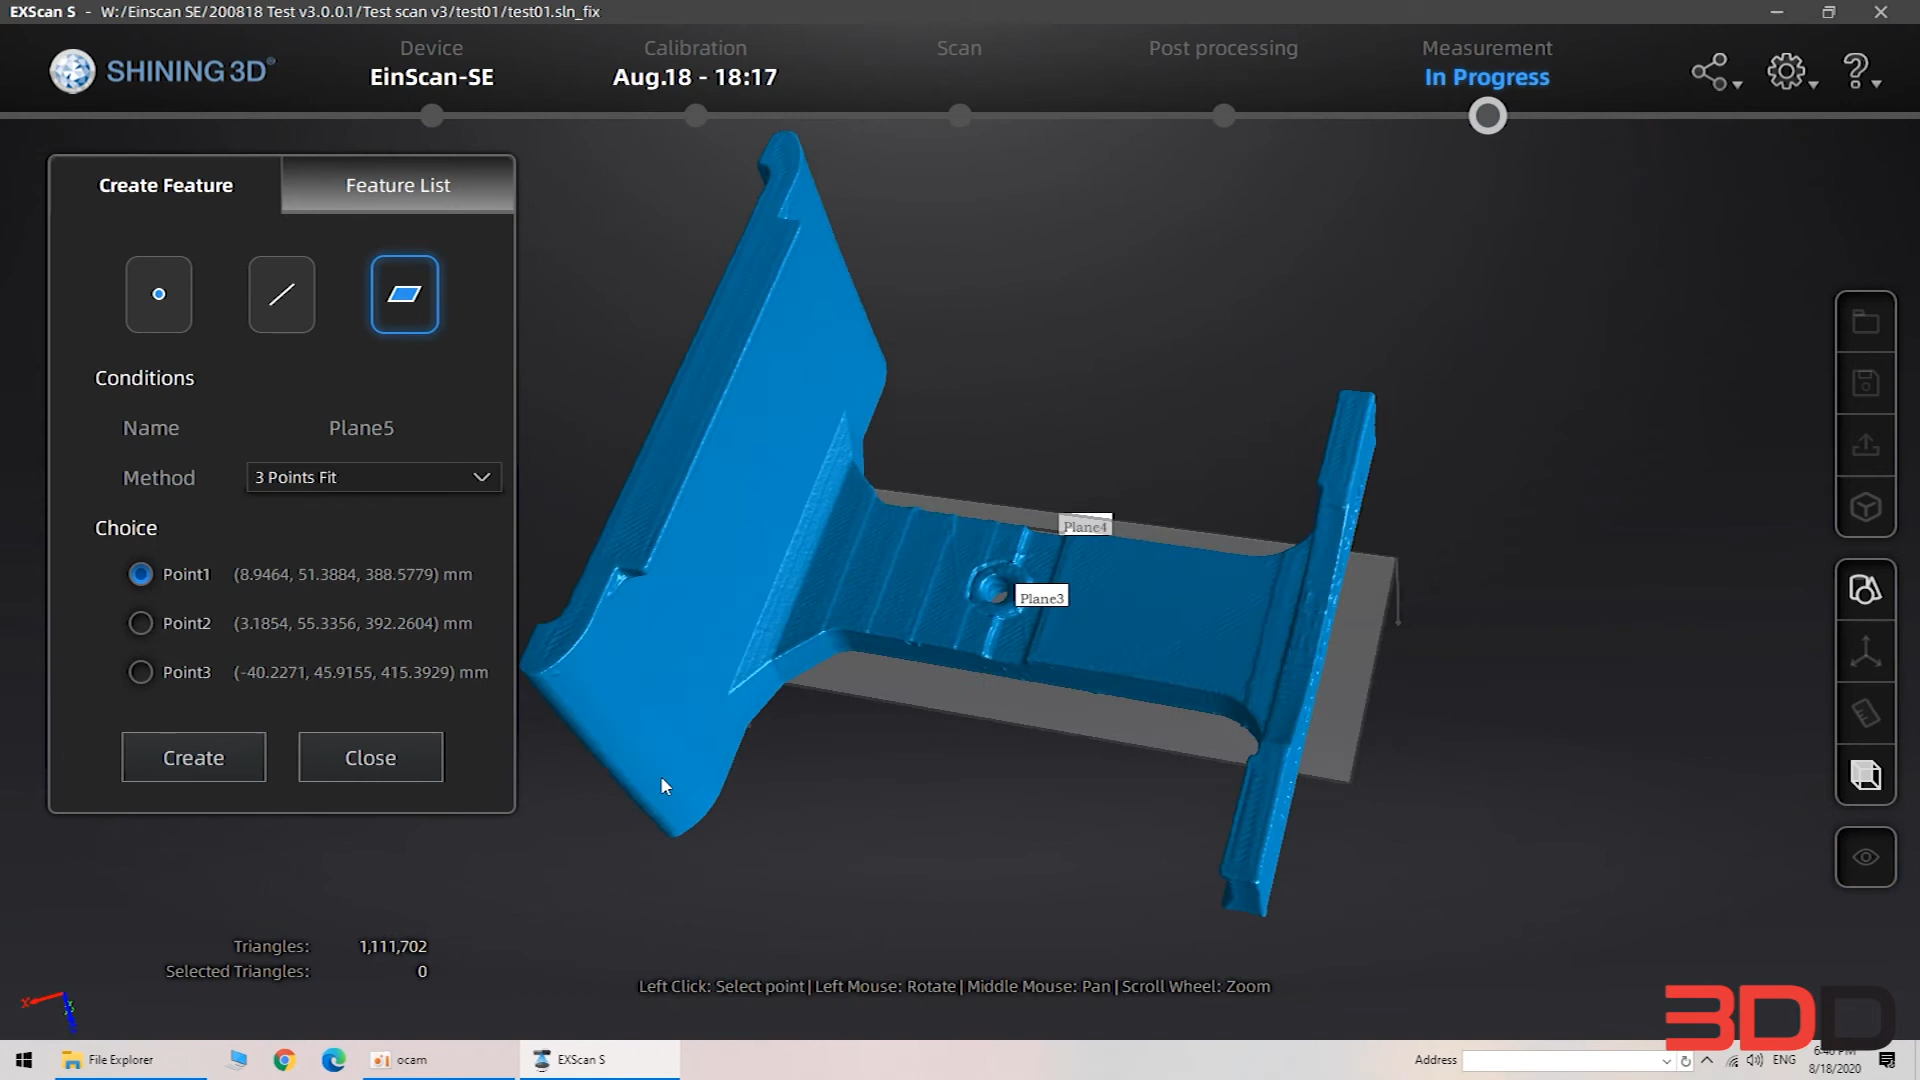 EXScan S - W:/Einscan SE/200818 Test v3.0.0.1/Test scan v3/test01/test01.sln_fix
SHINING 3D®
Device
EinScan-SE
Calibration
Aug.18 - 18:17
Scan
Post processing
Measurement
In Progress
Create Feature
Feature List
Conditions
Name
Plane5
Method
3 Points Fit
Choice
Point1 (8.9464, 51.3884, 388.5779) mm
Point2 (3.1854, 55.3356, 392.2604) mm
Point3 (-40.2271, 45.9155, 415.3929) mm
Create
Close
Plane4
Plane3
Triangles: 1,111,702
Selected Triangles: 0
Left Click: Select point | Left Mouse: Rotate | Middle Mouse: Pan | Scroll Wheel: Zoom
X
3DD
File Explorer
ocam
EXScan S
Address
ENG
8/18/2020